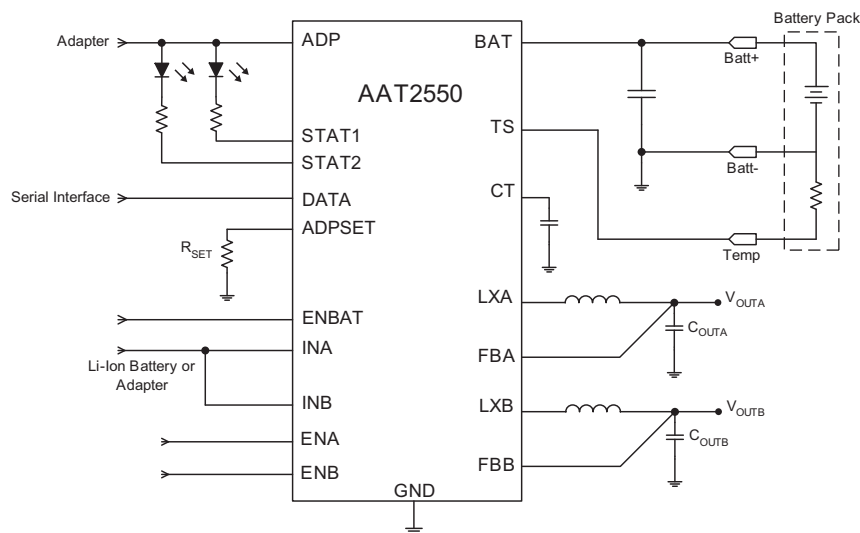 Battery Pack
Adapter
ADP
BAT
Batt+
AAT2550
STAT1
TS
STAT2
Batt-
CT
Serial Interface
DATA
ADPSET
RSET
Temp
LXA
VOUTA
ENBAT
COUTA
INA
FBA
Li-Ion Battery or
Adapter
INB
LXB
VOUTB
ENA
COUTB
ENB
FBB
GND